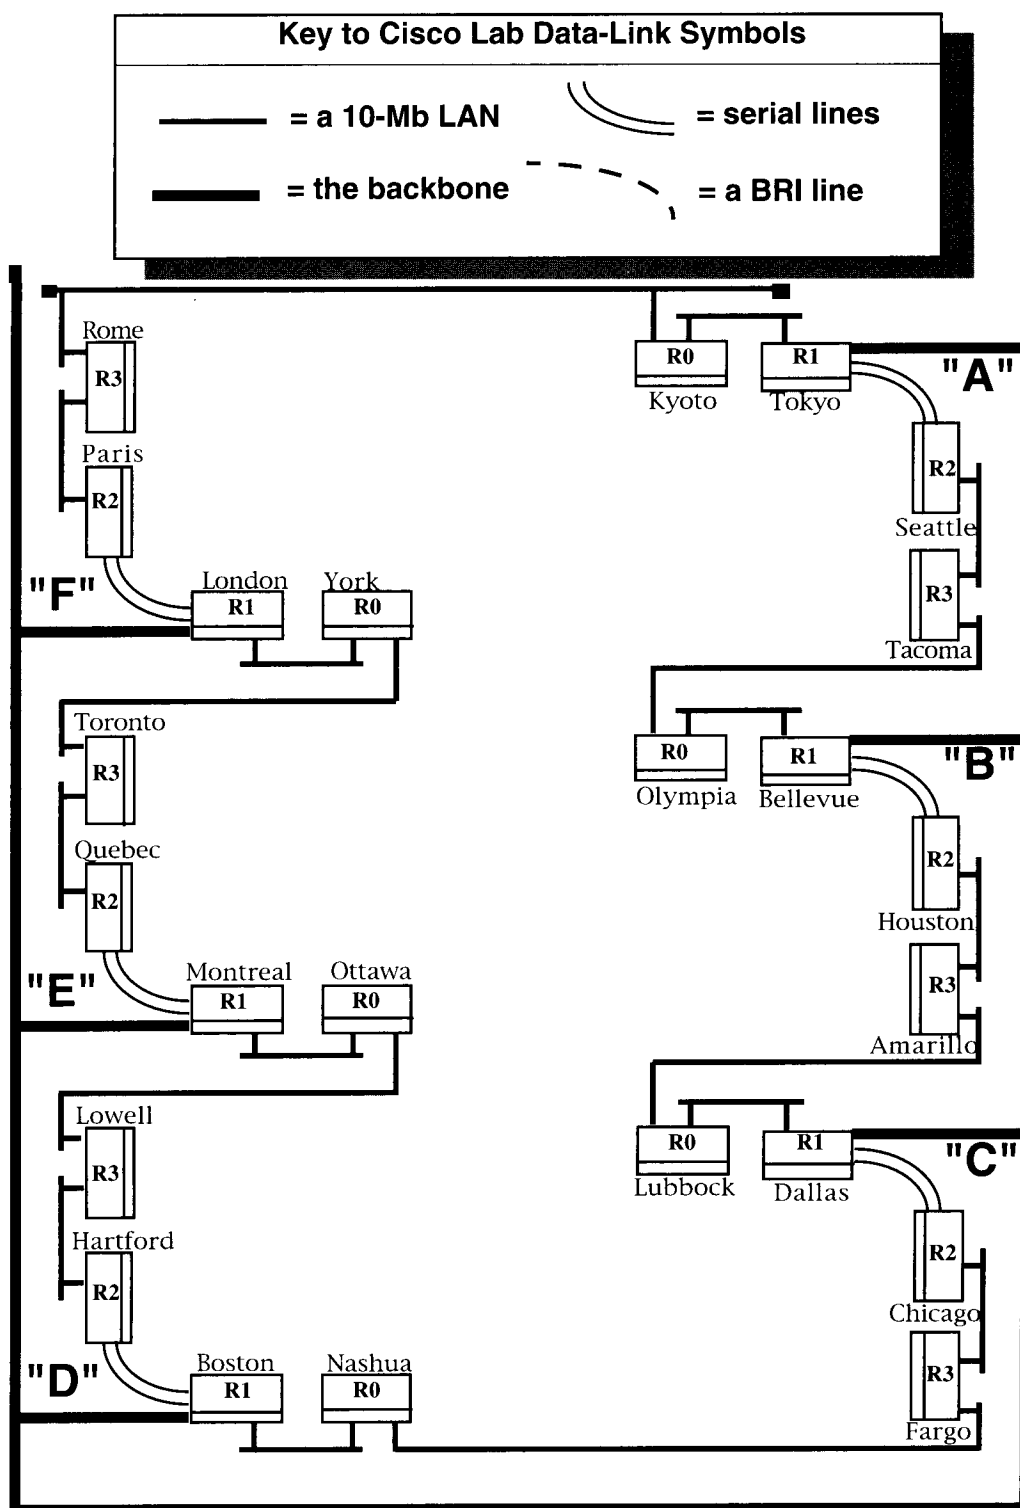 Key to Cisco Lab Data-Link Symbols
= a 10-Mb LAN
= serial lines
= the backbone
= a BRI line
Rome
R3
R0
Kyoto
R1
Tokyo
"A"
Paris
R2
R2
Seattle
"F"
London
R1
York
R0
R3
Tacoma
Toronto
R3
R0
Olympia
R1
Bellevue
"B"
Quebec
R2
R2
Houston
"E"
Montreal
R1
Ottawa
R0
R3
Amarillo
Lowell
R3
R0
Lubbock
R1
Dallas
"C"
Hartford
R2
R2
Chicago
"D"
Boston
R1
Nashua
R0
R3
Fargo